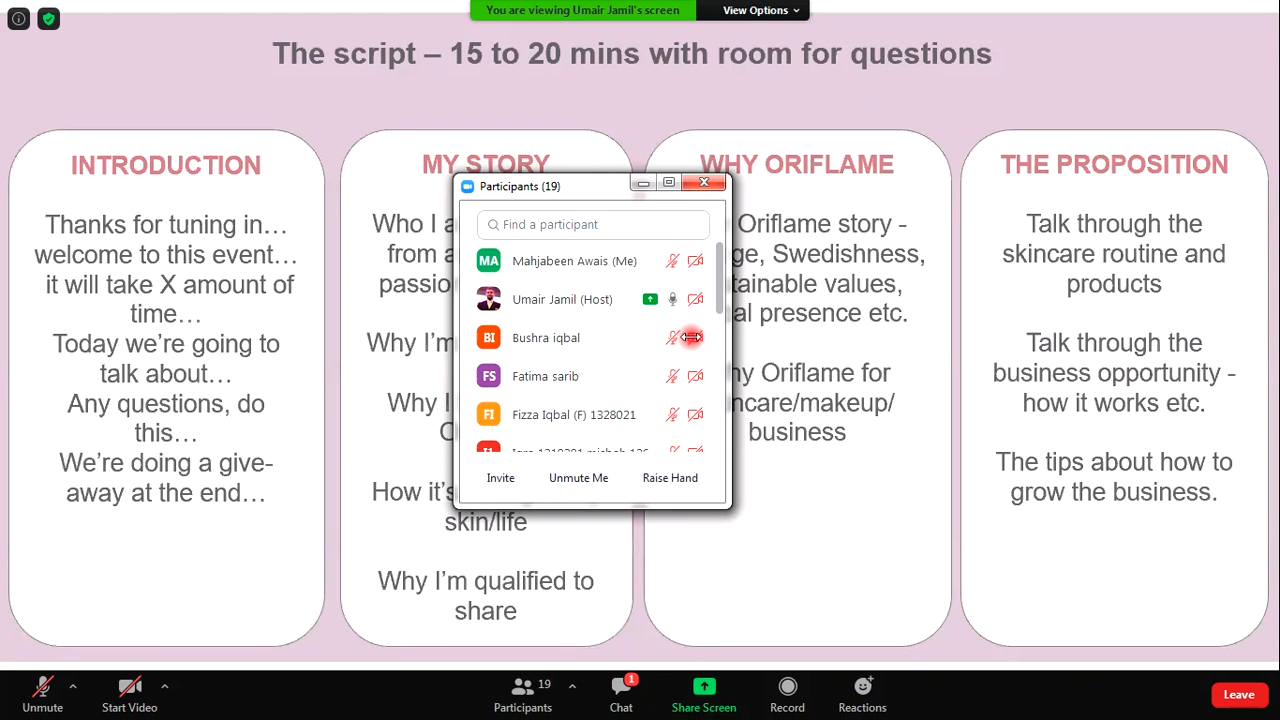 You are viewing Umair Jamil's screen
View Options
The script – 15 to 20 mins with room for questions
INTRODUCTION
Thanks for tuning in…
welcome to this event…
it will take X amount of
time…
Today we're going to
talk about…
Any questions, do
this…
We're doing a give-
away at the end…
MY STORY
Who I a
from a
passio
Why I'm
Why I
How it's
skin/life
Why I'm qualified to
share
WHY ORIFLAME
Oriflame story -
ge, Swedishness,
tainable values,
al presence etc.
hy Oriflame for
ncare/makeup/
business
THE PROPOSITION
Talk through the
skincare routine and
products
Talk through the
business opportunity -
how it works etc.
The tips about how to
grow the business.
Participants (19)
Find a participant
MA Mahjabeen Awais (Me)
Umair Jamil (Host)
BI Bushra iqbal
FS Fatima sarib
FI Fizza Iqbal (F) 1328021
Invite
Unmute Me
Raise Hand
Unmute
Start Video
19
Participants
1
Chat
Share Screen
Record
Reactions
Leave